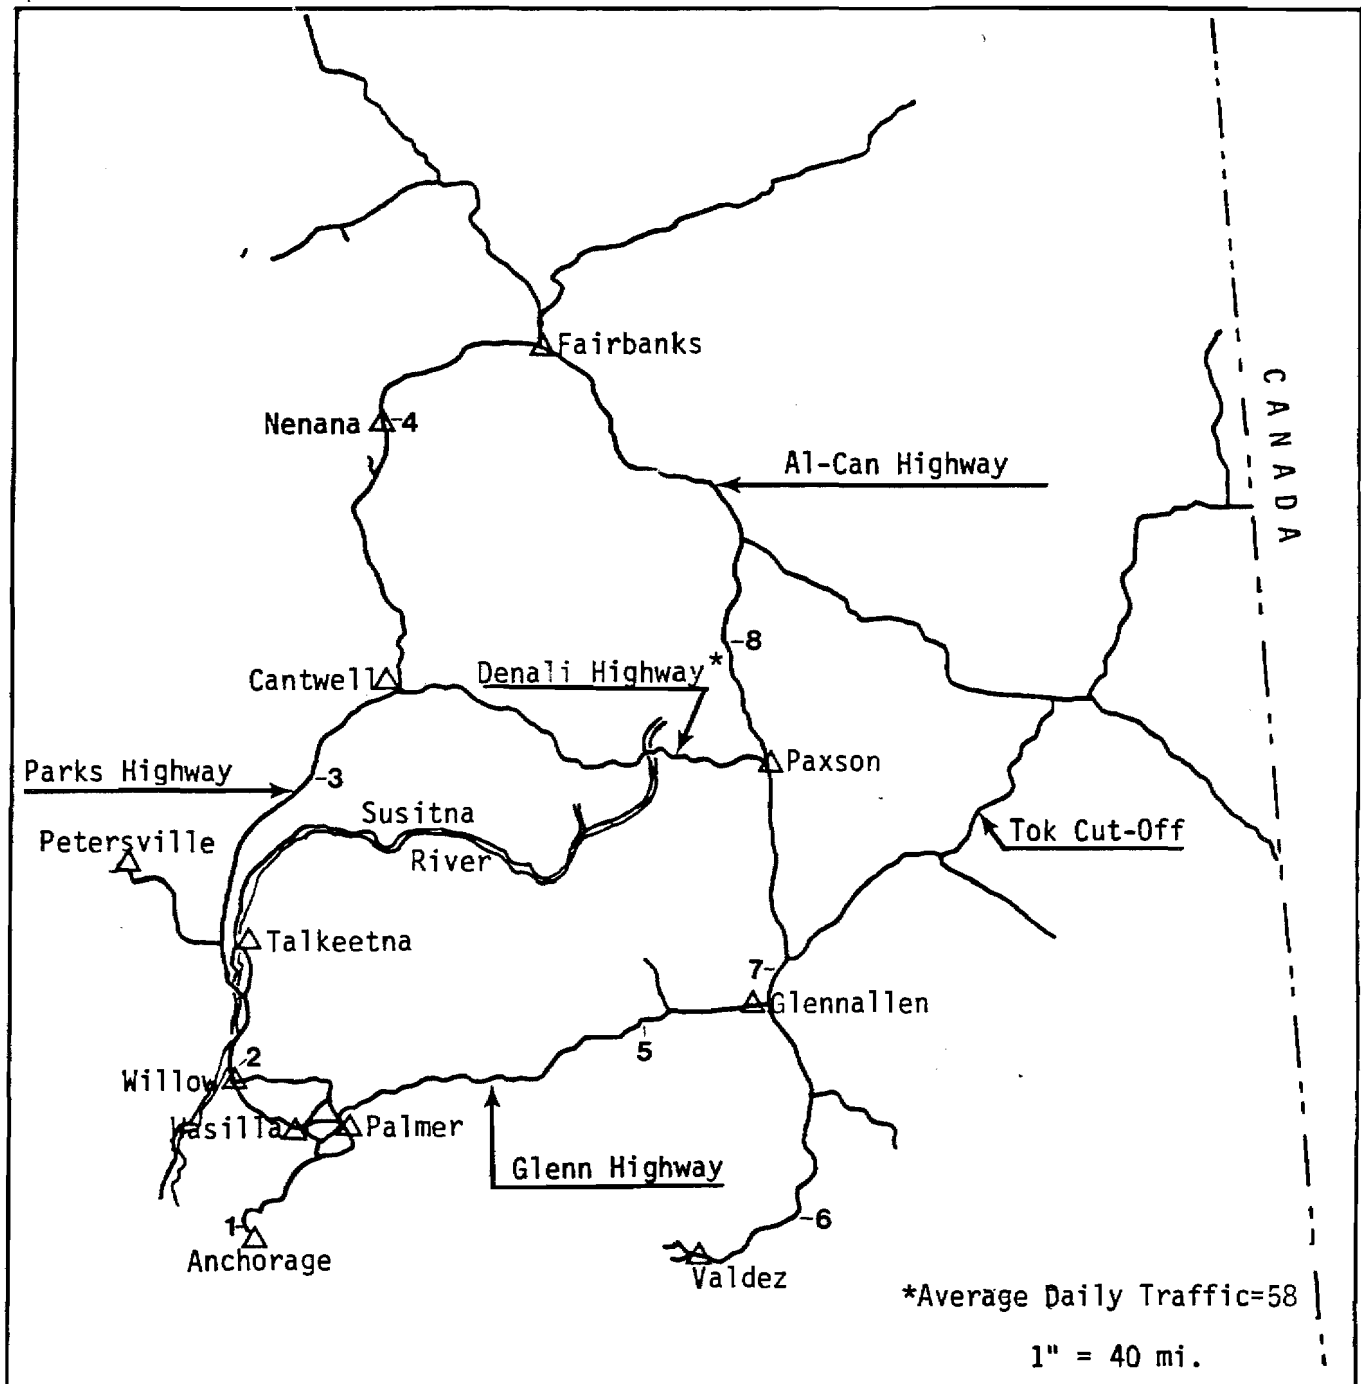 Fairbanks
Nenana
4
Al-Can Highway
CANADA
8
Cantwell
Denali Highway*
Paxson
Parks Highway
3
Susitna
River
Petersville
Tok Cut-Off
Talkeetna
7
Glennallen
5
2
Willow
Wasilla
Palmer
Glenn Highway
1
Anchorage
6
Valdez
*Average Daily Traffic=58
1" = 40 mi.